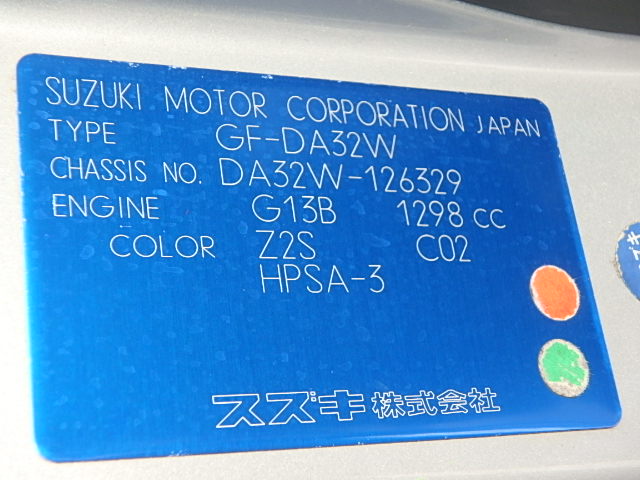 SUZUKI MOTOR CORPORATION JAPAN
TYPE GF-DA32W
CHASSIS NO. DA32W-126329
ENGINE G13B 1298 CC
COLOR Z2S C02
HPSA-3
スズキ株式会社